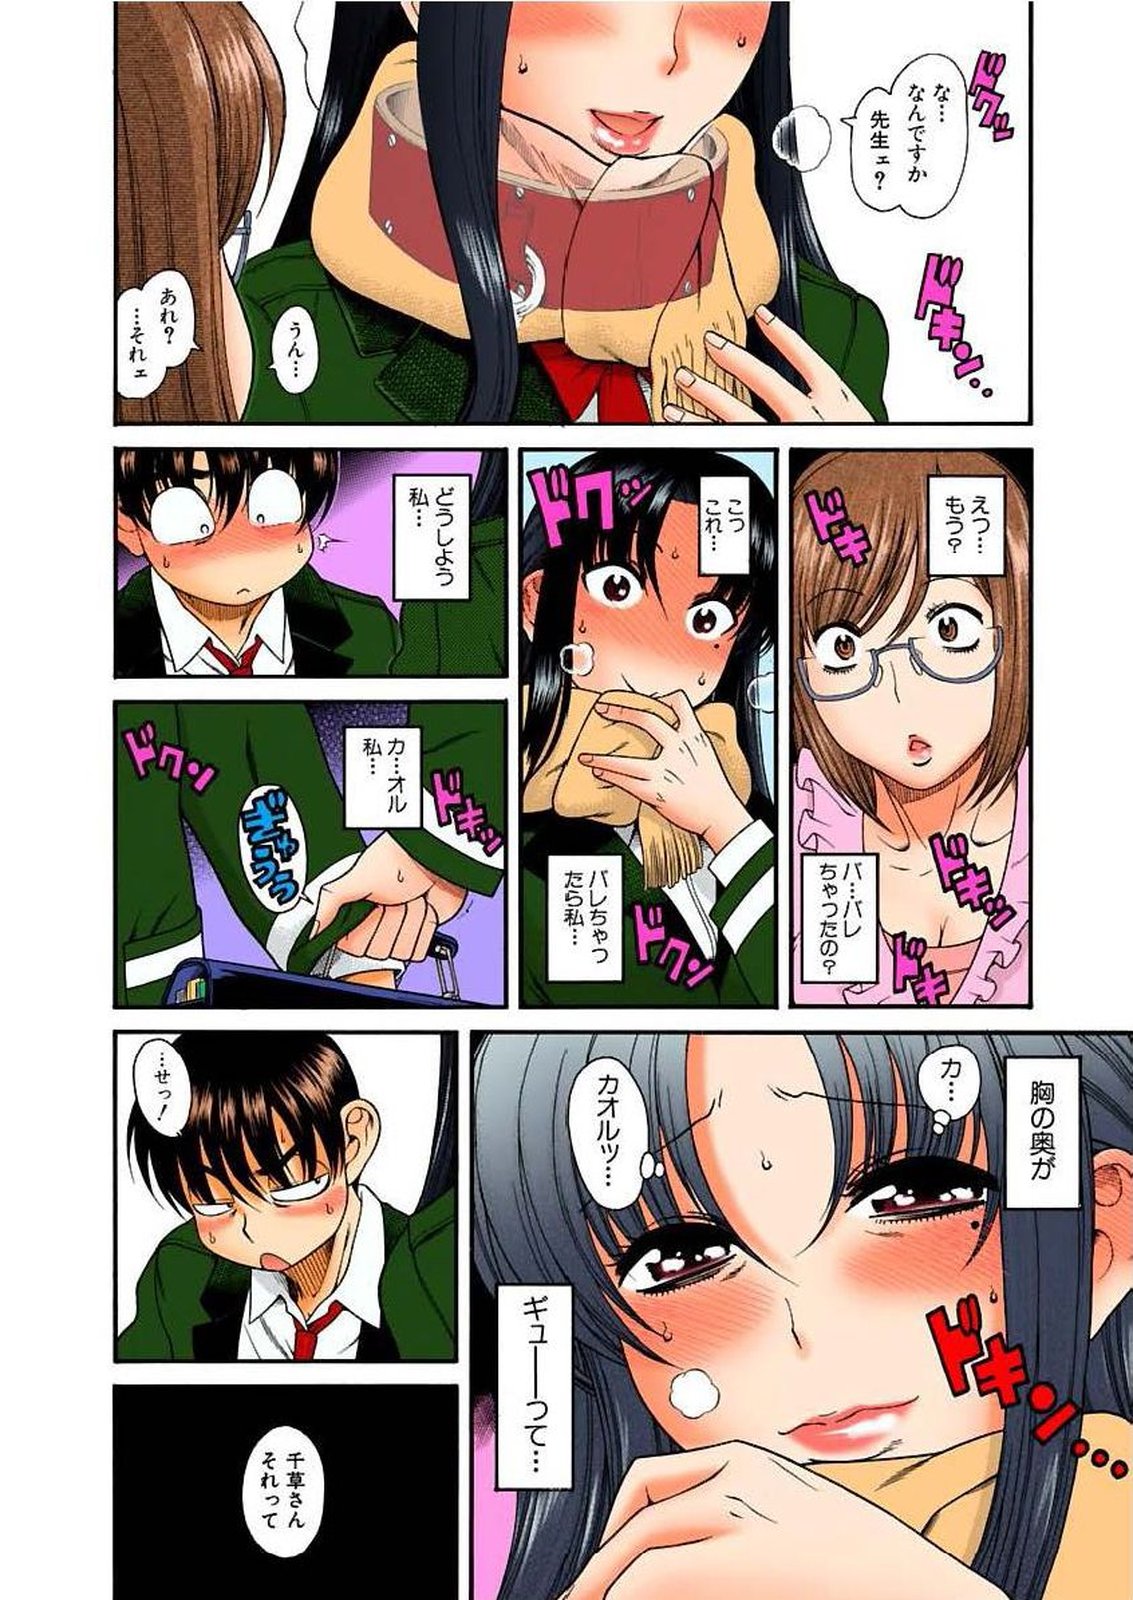 ドクッ
な…
なんですか
先生ェ?
ドキン‥
うん…
あれ?
…それェ
えっ…
もう?
ドキ
バ…バレ
ちゃったの?
ドキン
ドキ
こっ
これ…
ドクッ
バレちゃっ
たら私…
ドクン
どうしよう
私…
カ…オル
私…
ドキッ
ぎゅうぅ
ドクン
胸の奥が
カ…
カオルッ…
ドキン…
ギューーって…
…せっ!
千草さん
それって